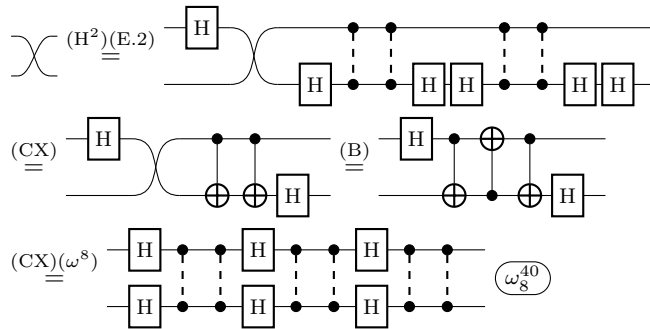 (H²)(E.2) = H H H H H H
(CX) = H H (B) = H H
(CX)(ω⁸) = H H H ω₈⁴⁰
H H H